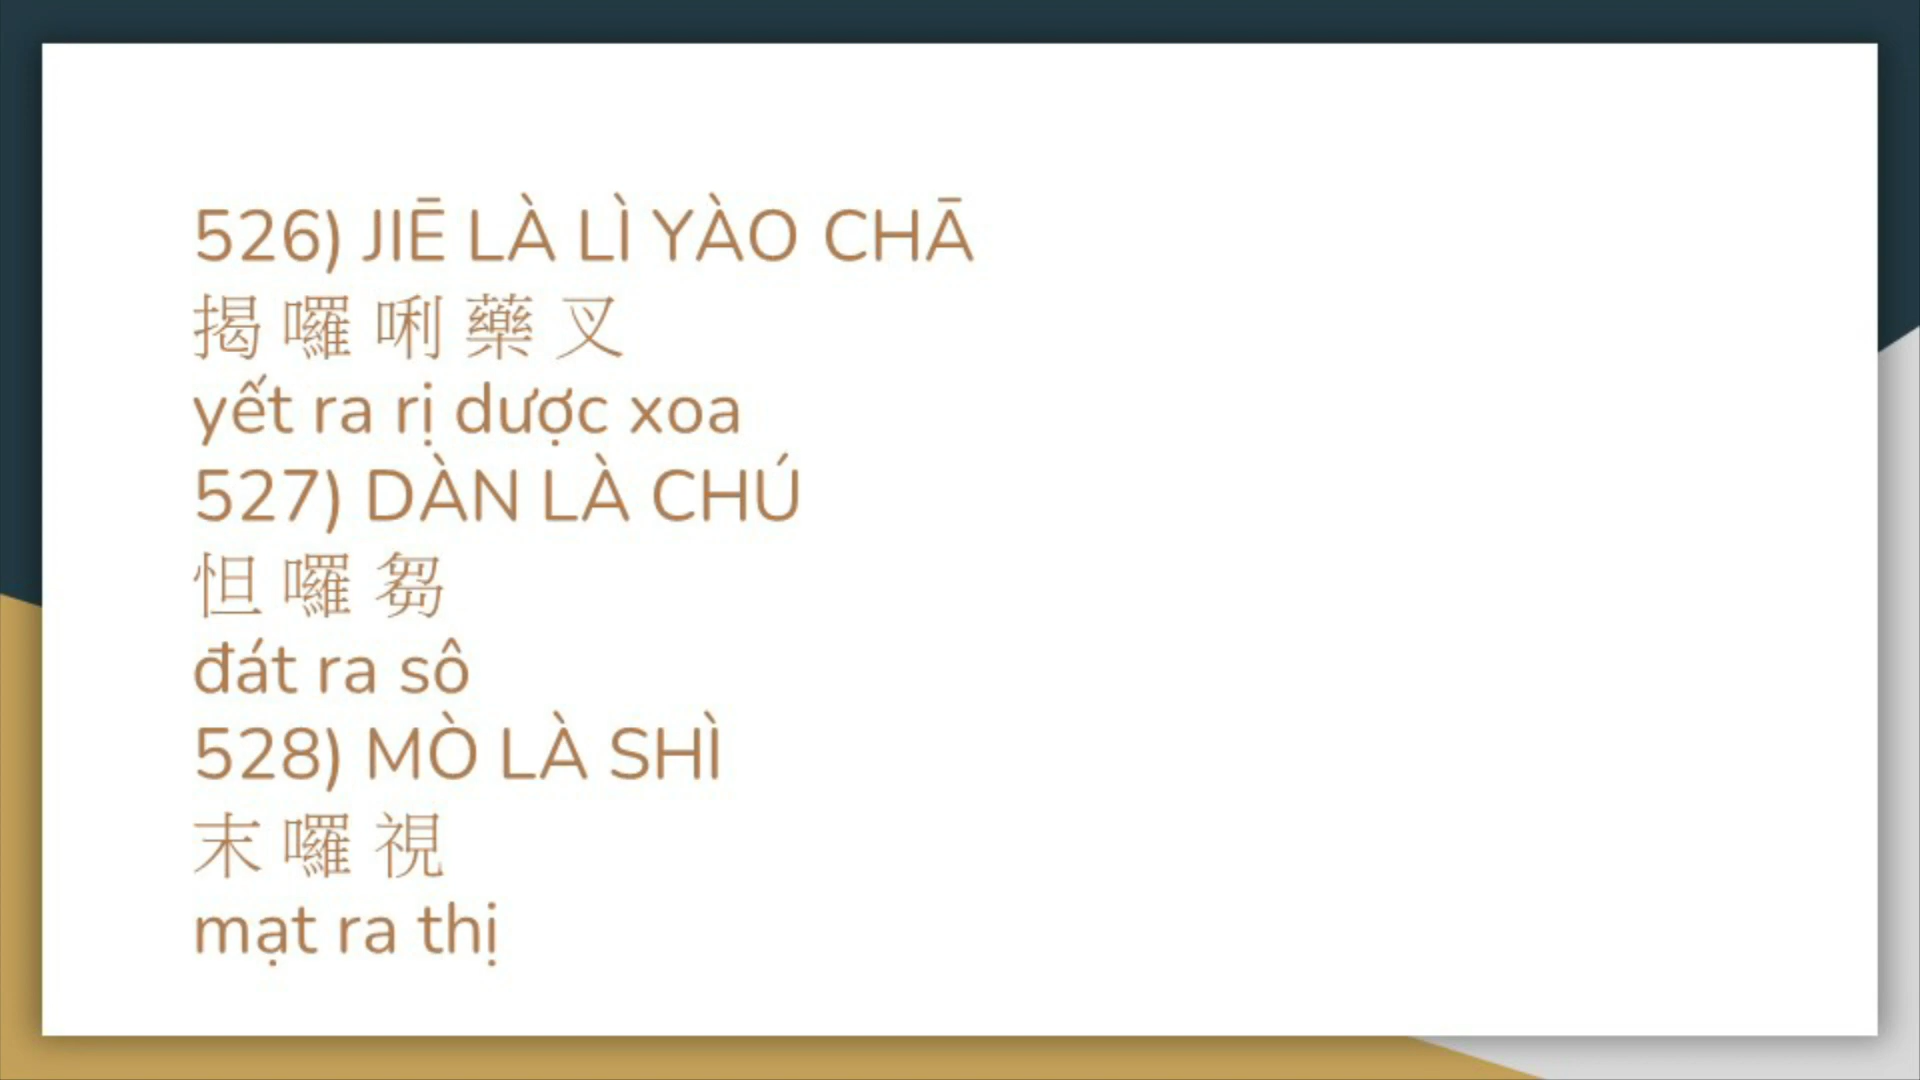 526) JIĒ LÀ LÌ YÀO CHĀ
揭 囉 唎 藥 叉
yết ra rị dược xoa
527) DÀN LÀ CHÚ
怛 囉 芻
đát ra sô
528) MÒ LÀ SHÌ
末 囉 視
mạt ra thị